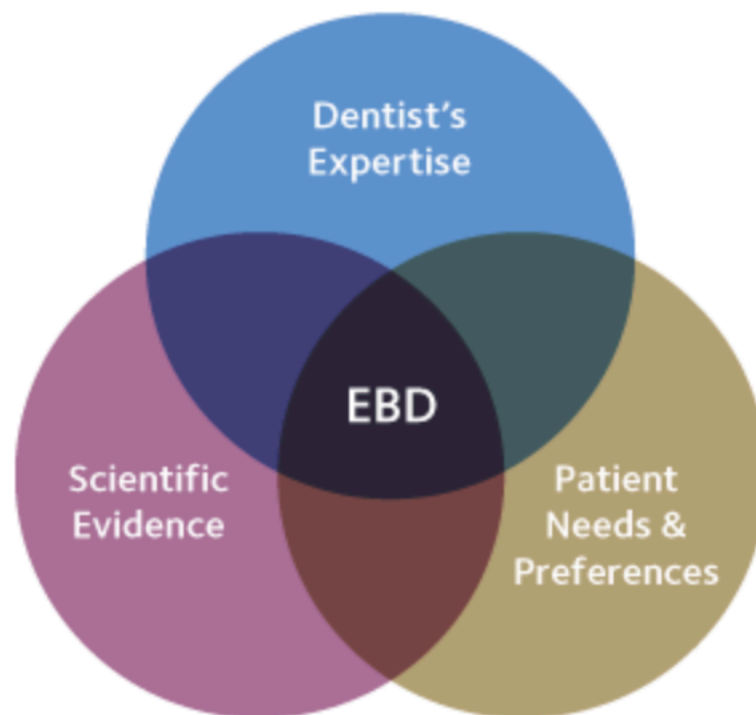 Dentist’s
Expertise
EBD
Scientific
Evidence
Patient
Needs &
Preferences